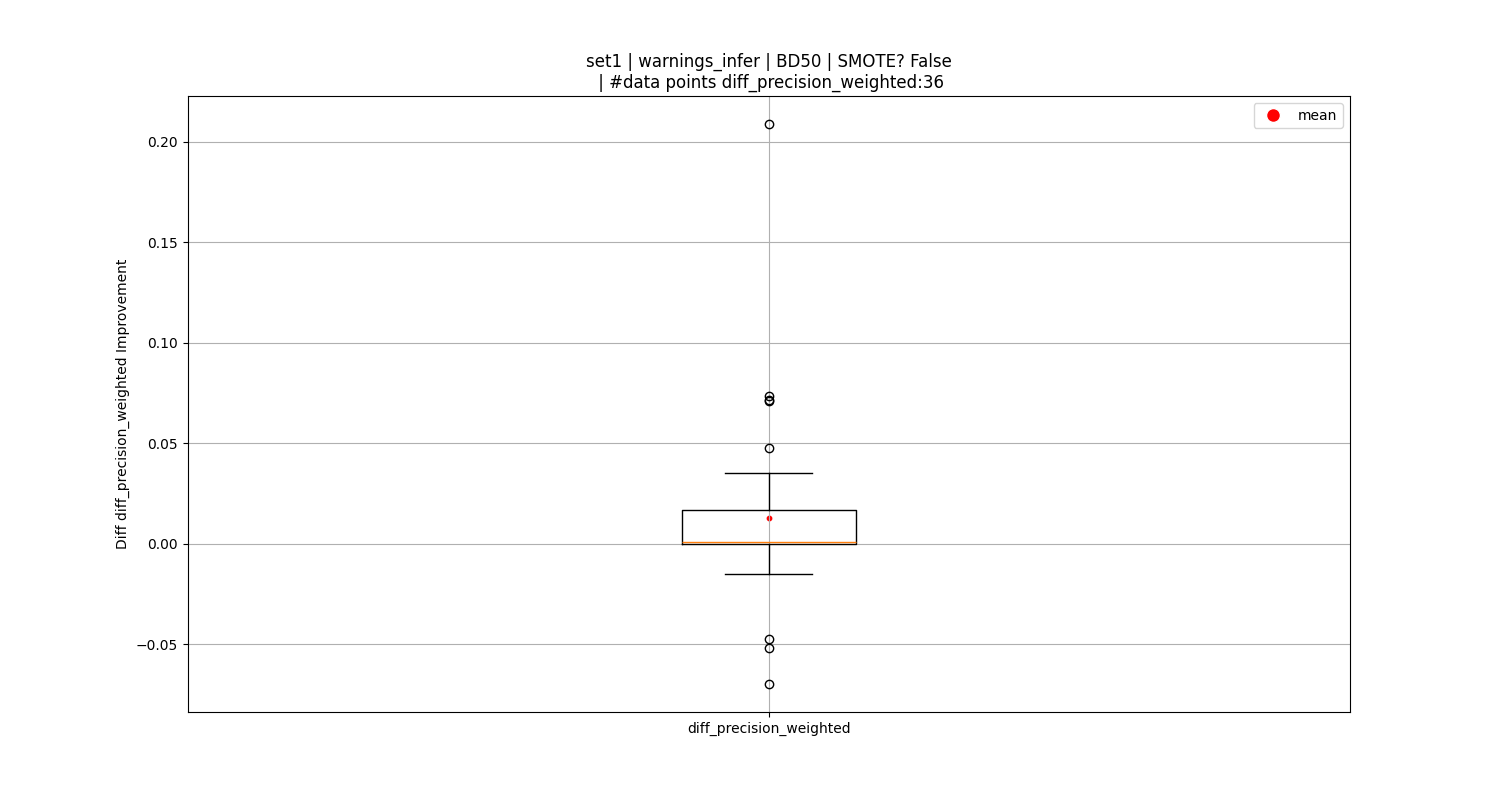 set1 | warnings_infer | BD50 | SMOTE? False
| #data points diff_precision_weighted:36
mean
0.20
0.15
0.10
0.05
0.00
−0.05
Diff diff_precision_weighted Improvement
diff_precision_weighted